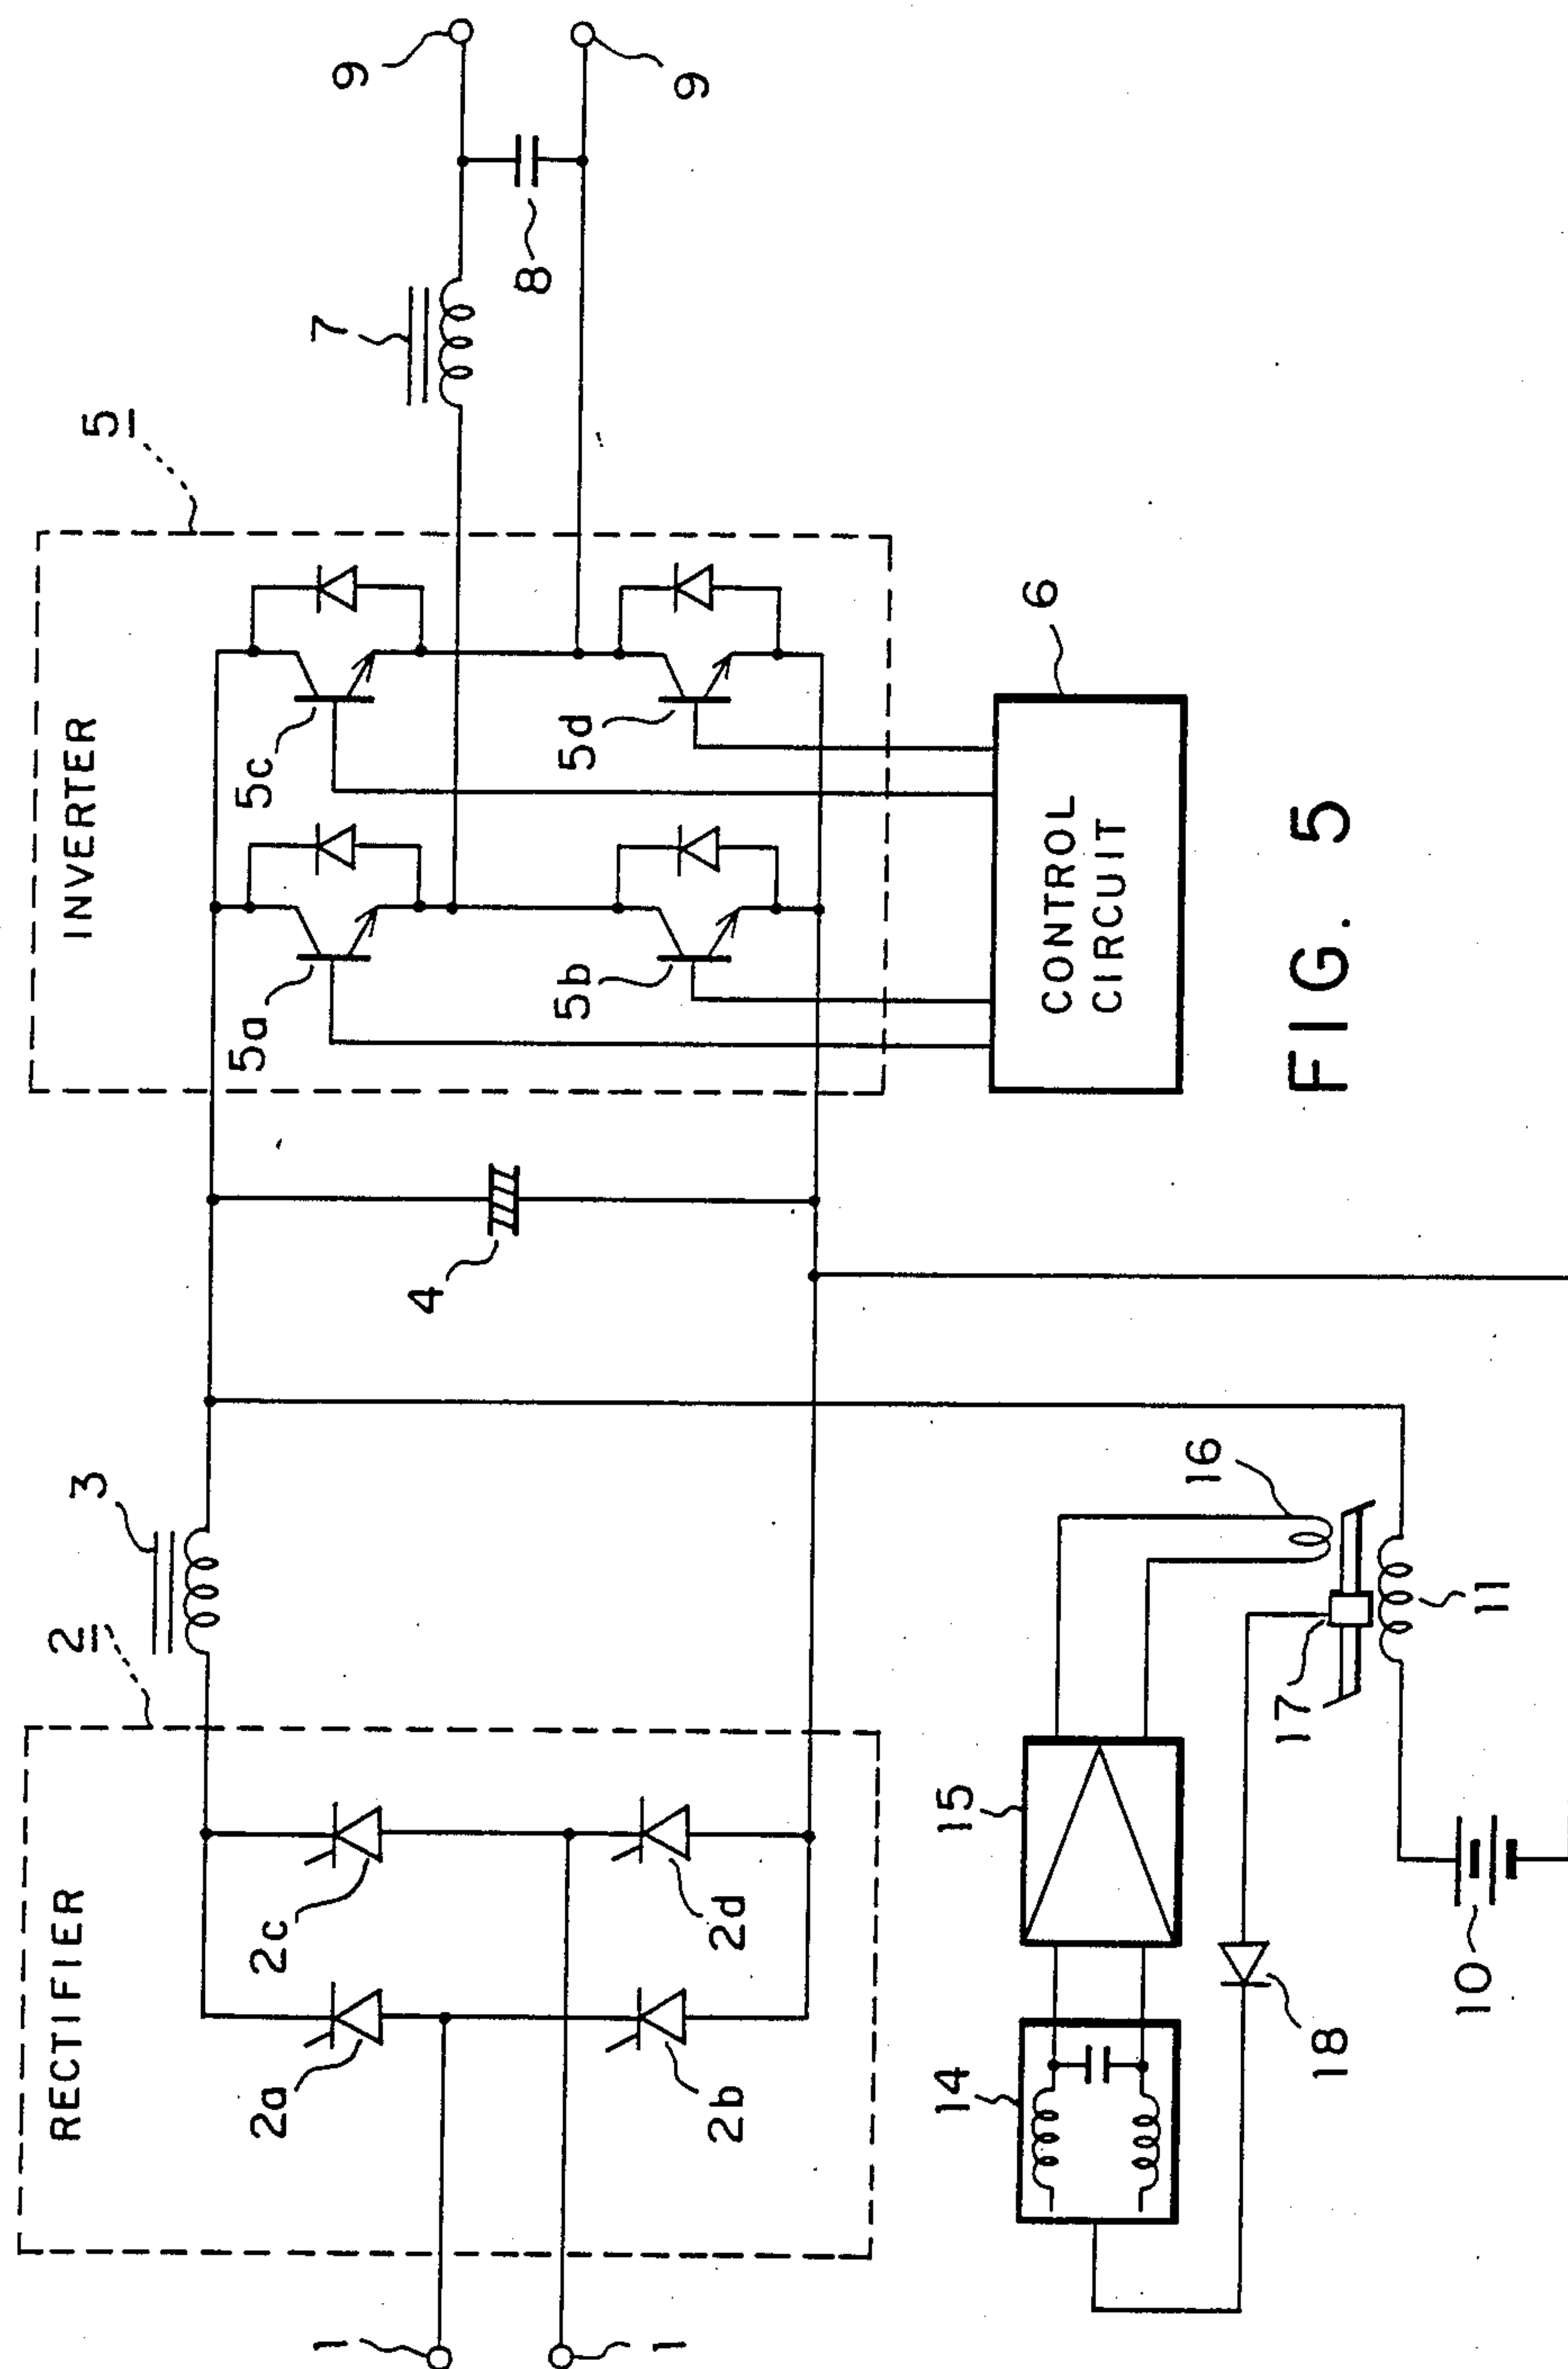 RECTIFIER
2
3
2a
2c
2b
2d
1
1
4
INVERTER
5
5a
5c
5b
5d
7
8
9
9
CONTROL
CIRCUIT
6
14
15
16
17
18
10
11
FIG. 5